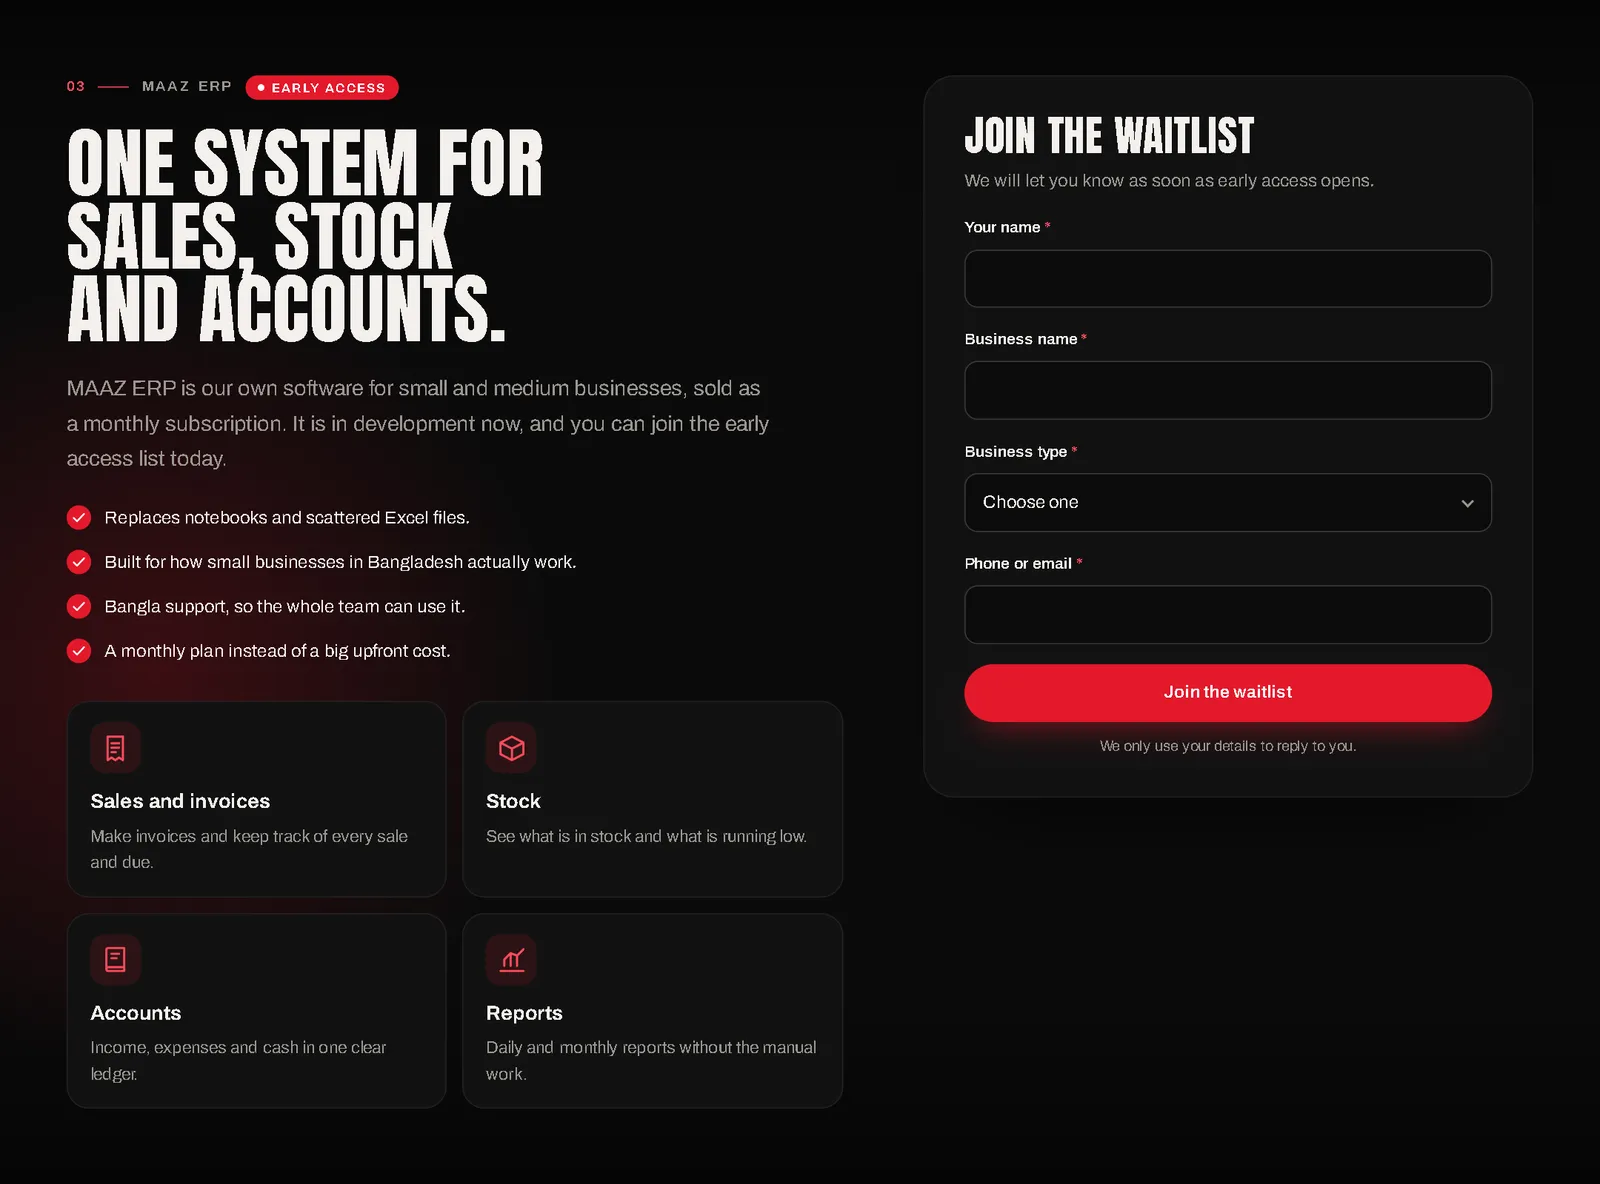 03 MAAZ ERP EARLY ACCESS
ONE SYSTEM FOR
SALES, STOCK
AND ACCOUNTS.
MAAZ ERP is our own software for small and medium businesses, sold as
a monthly subscription. It is in development now, and you can join the early
access list today.
Replaces notebooks and scattered Excel files.
Built for how small businesses in Bangladesh actually work.
Bangla support, so the whole team can use it.
A monthly plan instead of a big upfront cost.
Sales and invoices
Make invoices and keep track of every sale
and due.
Stock
See what is in stock and what is running low.
Accounts
Income, expenses and cash in one clear
ledger.
Reports
Daily and monthly reports without the manual
work.
JOIN THE WAITLIST
We will let you know as soon as early access opens.
Your name *
Business name *
Business type *
Choose one
Phone or email *
Join the waitlist
We only use your details to reply to you.